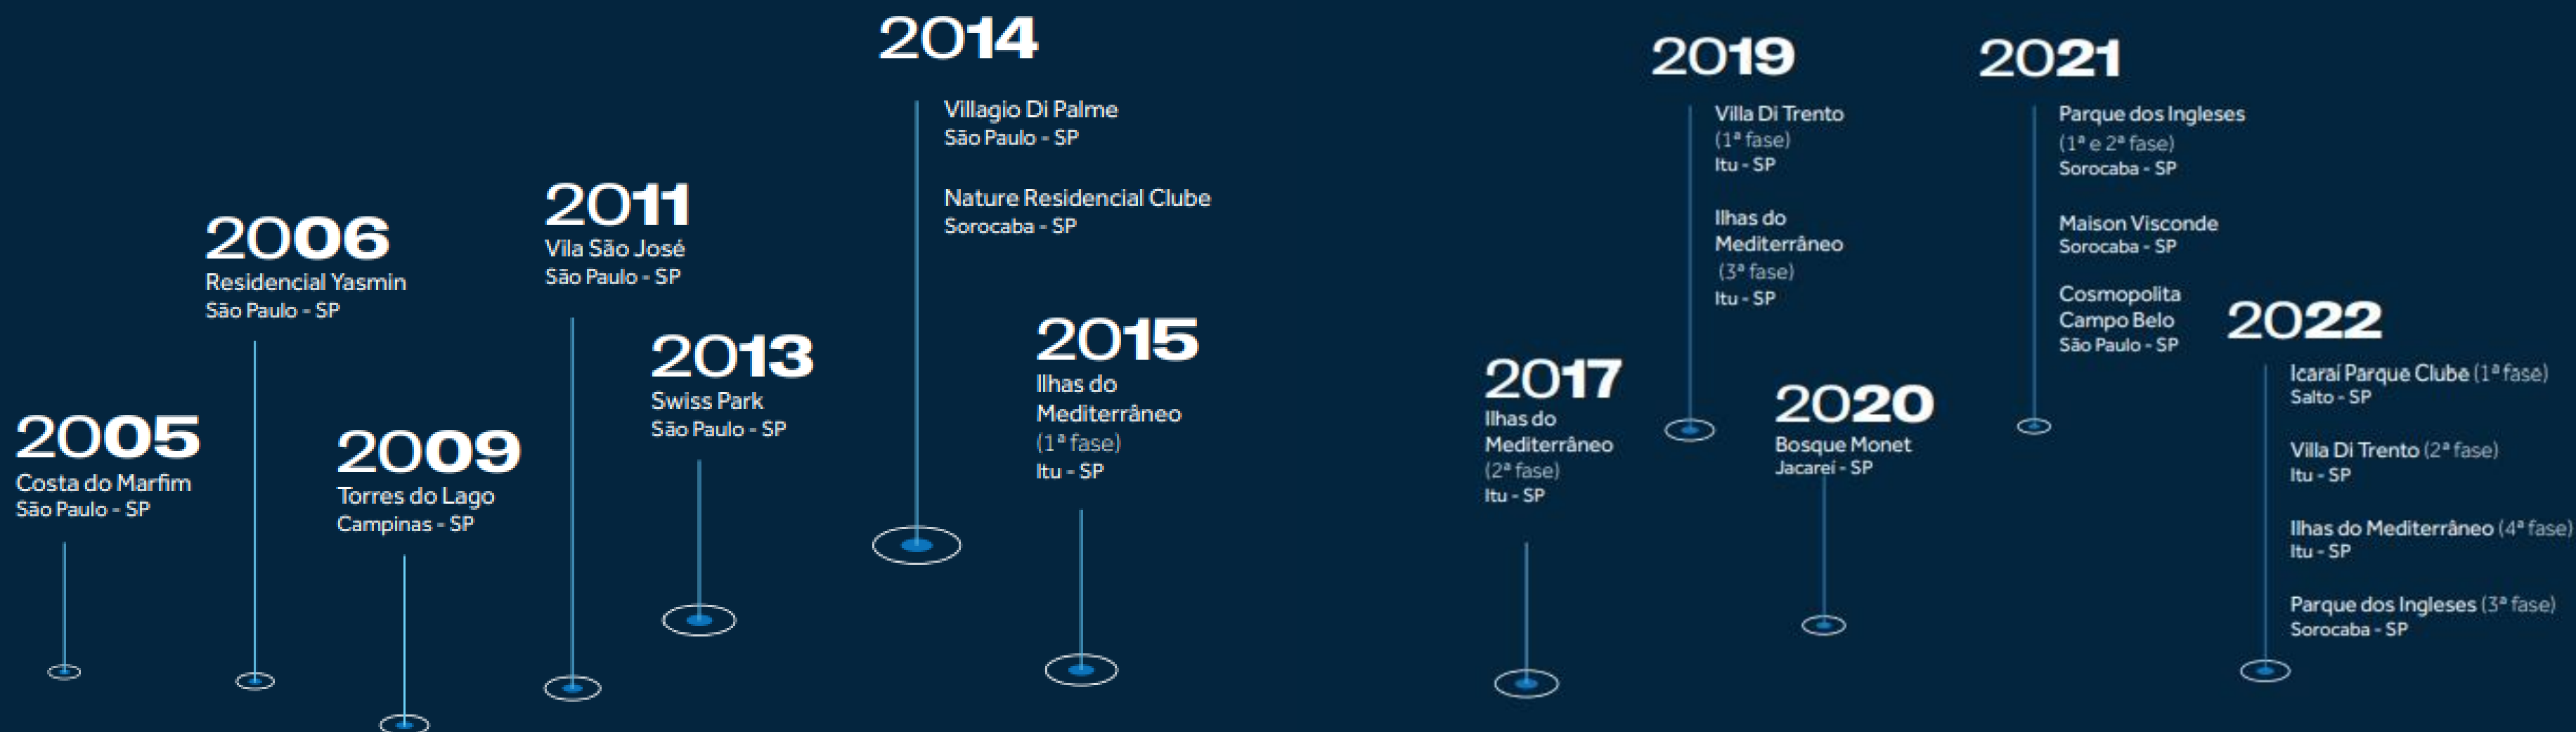 2005
Costa do Marfim
São Paulo - SP
2006
Residencial Yasmin
São Paulo - SP
2009
Torres do Lago
Campinas - SP
2011
Vila São José
São Paulo - SP
2013
Swiss Park
São Paulo - SP
2014
Villagio Di Palme
São Paulo - SP
Nature Residencial Clube
Sorocaba - SP
2015
Ilhas do
Mediterrâneo
(1ª fase)
Itu - SP
2017
Ilhas do
Mediterrâneo
(2ª fase)
Itu - SP
2019
Villa Di Trento
(1ª fase)
Itu - SP
Ilhas do
Mediterrâneo
(3ª fase)
Itu - SP
2020
Bosque Monet
Jacareí - SP
2021
Parque dos Ingleses
(1ª e 2ª fase)
Sorocaba - SP
Maison Visconde
Sorocaba - SP
Cosmopolita
Campo Belo
São Paulo - SP
2022
Icaraí Parque Clube (1ª fase)
Salto - SP
Villa Di Trento (2ª fase)
Itu - SP
Ilhas do Mediterrâneo (4ª fase)
Itu - SP
Parque dos Ingleses (3ª fase)
Sorocaba - SP